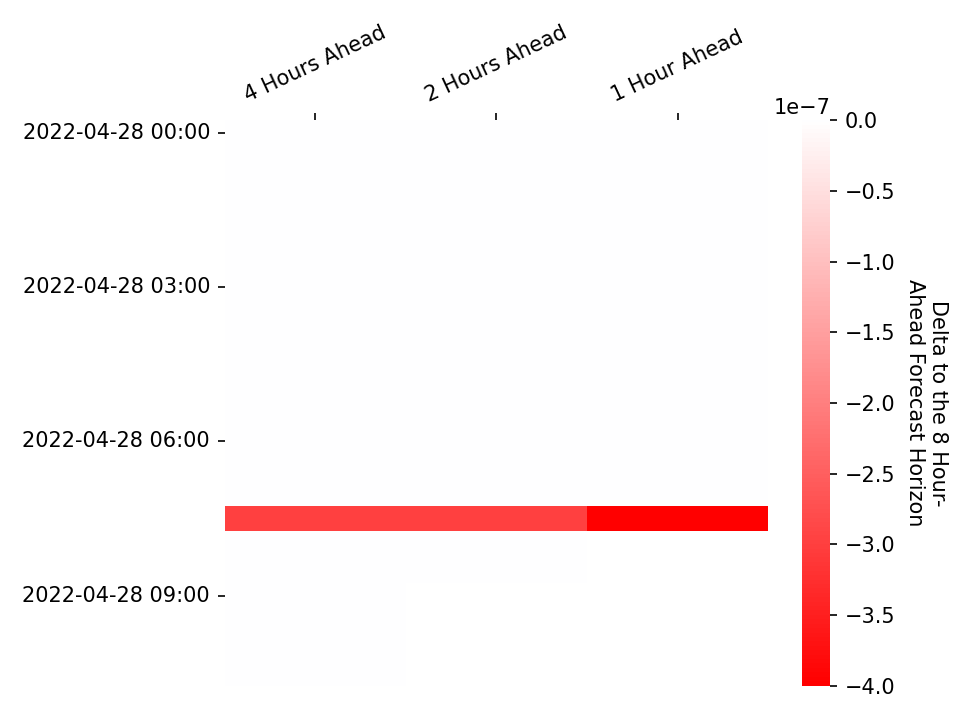 4 Hours Ahead
2 Hours Ahead
1 Hour Ahead
1e−7
2022-04-28 00:00
2022-04-28 03:00
2022-04-28 06:00
2022-04-28 09:00
0.0
−0.5
−1.0
−1.5
−2.0
−2.5
−3.0
−3.5
−4.0
Delta to the 8 Hour-
Ahead Forecast Horizon